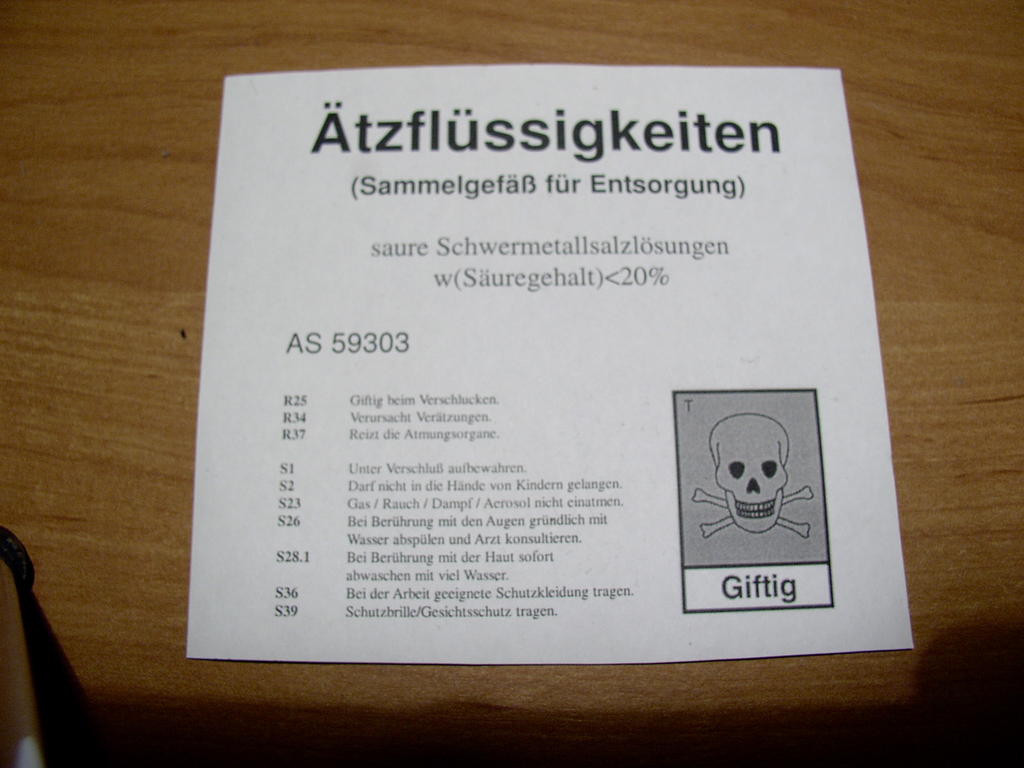 Ätzflüssigkeiten
(Sammelgefäß für Entsorgung)
saure Schwermetallsalzlösungen
w(Säuregehalt)<20%
AS 59303
R25 Giftig beim Verschlucken.
R34 Verursacht Verätzungen.
R37 Reizt die Atmungsorgane.
S1 Unter Verschluß aufbewahren.
S2 Darf nicht in die Hände von Kindern gelangen.
S23 Gas / Rauch / Dampf / Aerosol nicht einatmen.
S26 Bei Berührung mit den Augen gründlich mit
Wasser abspülen und Arzt konsultieren.
S28.1 Bei Berührung mit der Haut sofort
abwaschen mit viel Wasser.
S36 Bei der Arbeit geeignete Schutzkleidung tragen.
S39 Schutzbrille/Gesichtsschutz tragen.
T
Giftig